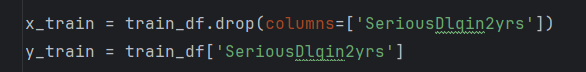 x_train = train_df.drop(columns=['SeriousDlqin2yrs'])
y_train = train_df['SeriousDlqin2yrs']